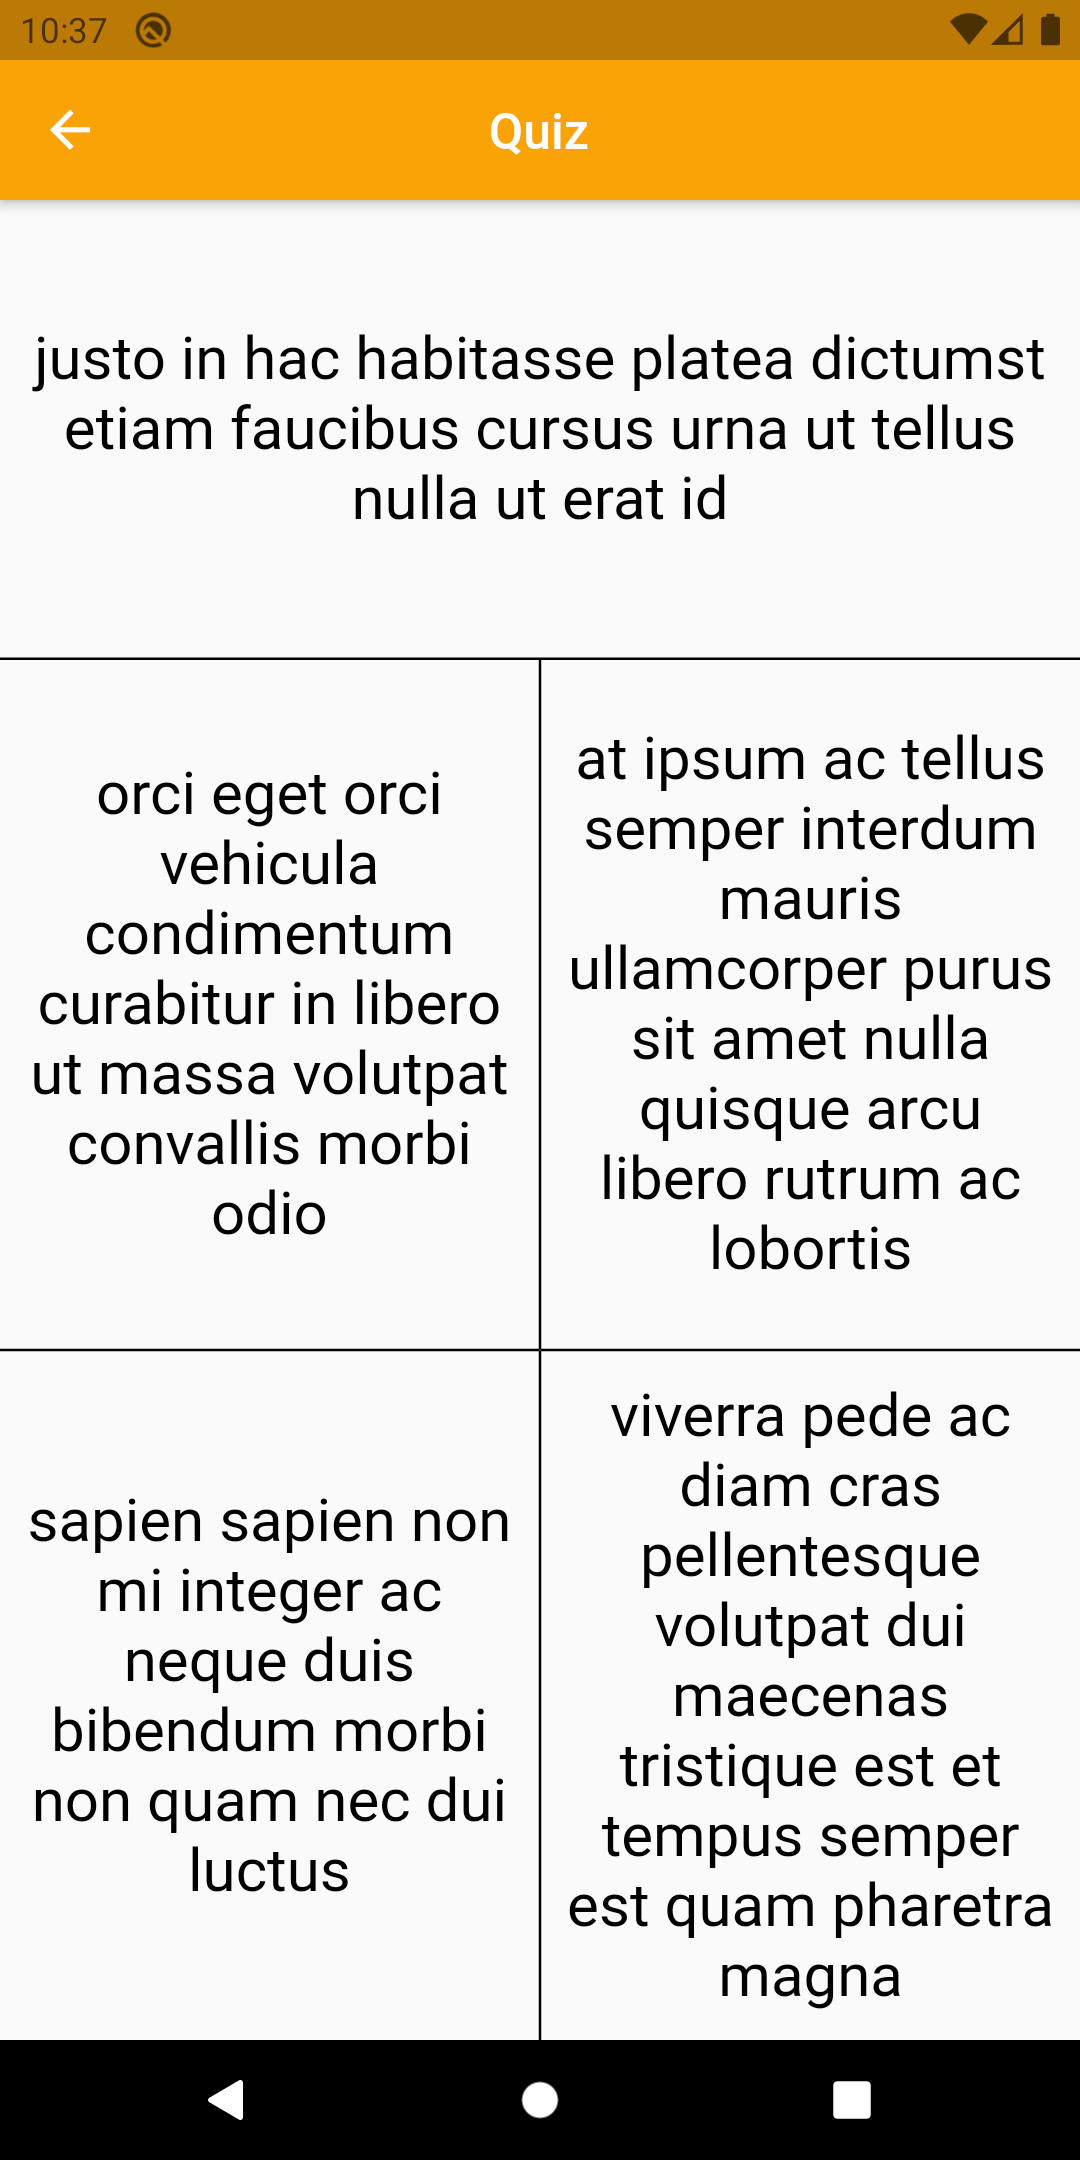 10:37
Quiz
justo in hac habitasse platea dictumst
etiam faucibus cursus urna ut tellus
nulla ut erat id
orci eget orci
vehicula
condimentum
curabitur in libero
ut massa volutpat
convallis morbi
odio
at ipsum ac tellus
semper interdum
mauris
ullamcorper purus
sit amet nulla
quisque arcu
libero rutrum ac
lobortis
sapien sapien non
mi integer ac
neque duis
bibendum morbi
non quam nec dui
luctus
viverra pede ac
diam cras
pellentesque
volutpat dui
maecenas
tristique est et
tempus semper
est quam pharetra
magna